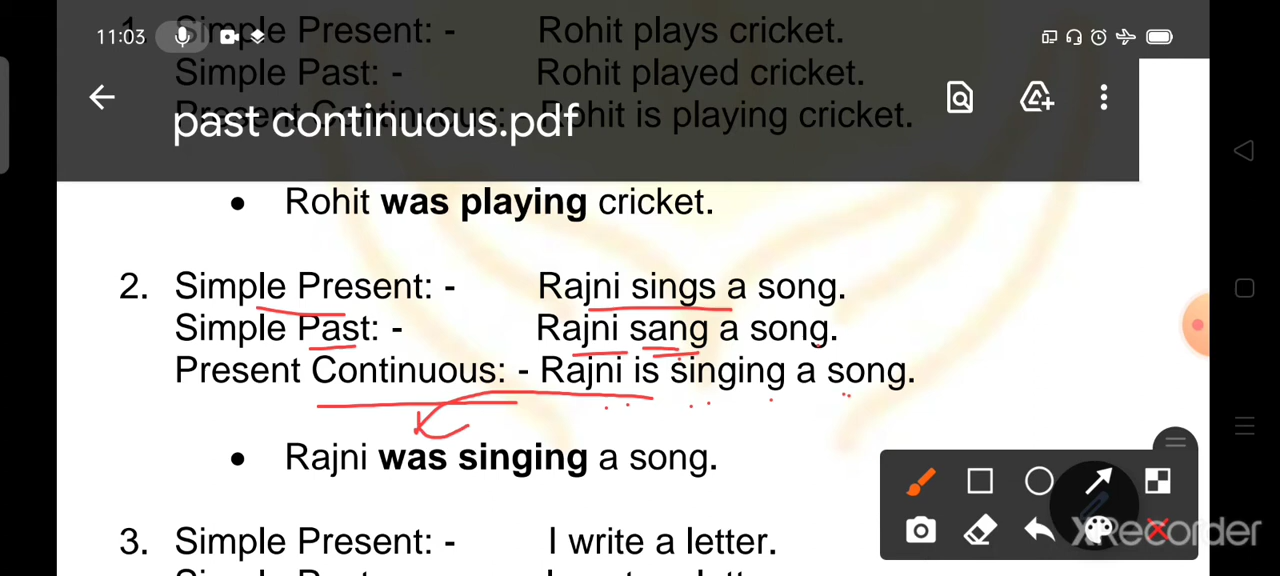 1. Simple Present: - Rohit plays cricket.
11:03
Simple Past: - Rohit played cricket.
Present Continuous: - Rohit is playing cricket.
past continuous.pdf
• Rohit was playing cricket.
2. Simple Present: - Rajni sings a song.
Simple Past: - Rajni sang a song.
Present Continuous: - Rajni is singing a song.
• Rajni was singing a song.
3. Simple Present: - I write a letter.
XRecorder